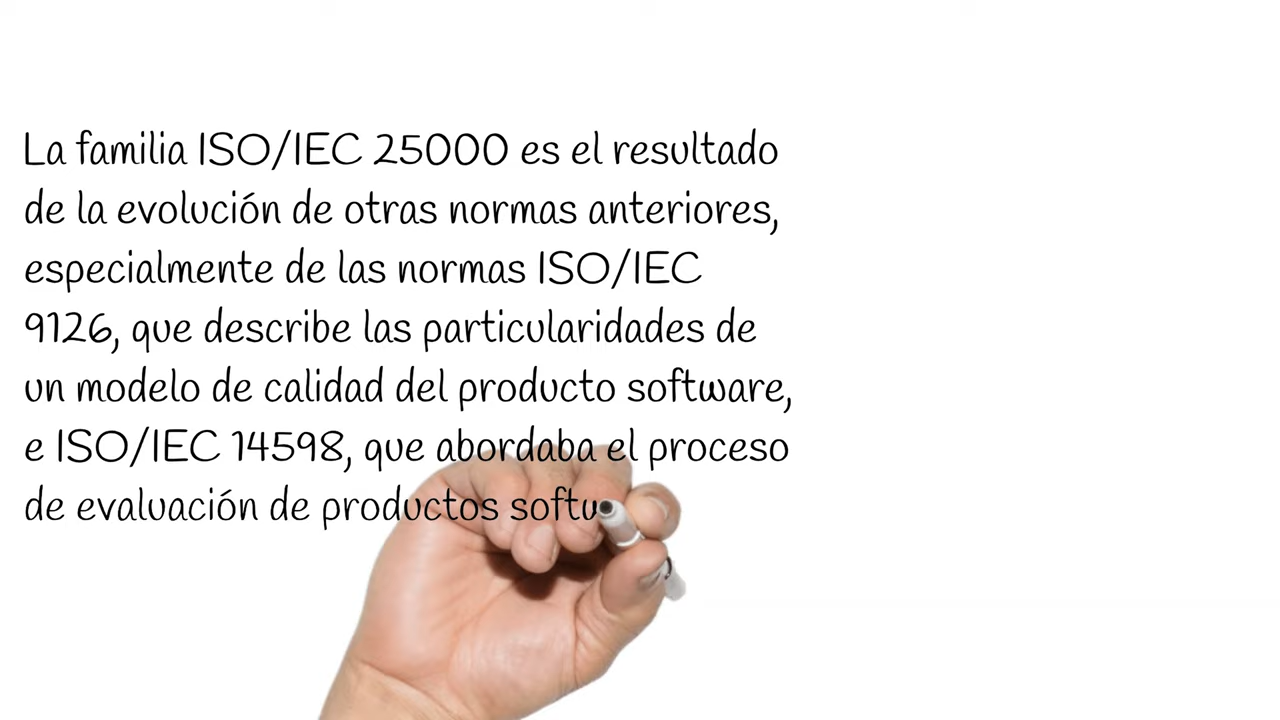 La familia ISO/IEC 25000 es el resultado
de la evolución de otras normas anteriores,
especialmente de las normas ISO/IEC
9126, que describe las particularidades de
un modelo de calidad del producto software,
e ISO/IEC 14598, que abordaba el proceso
de evaluación de productos softw